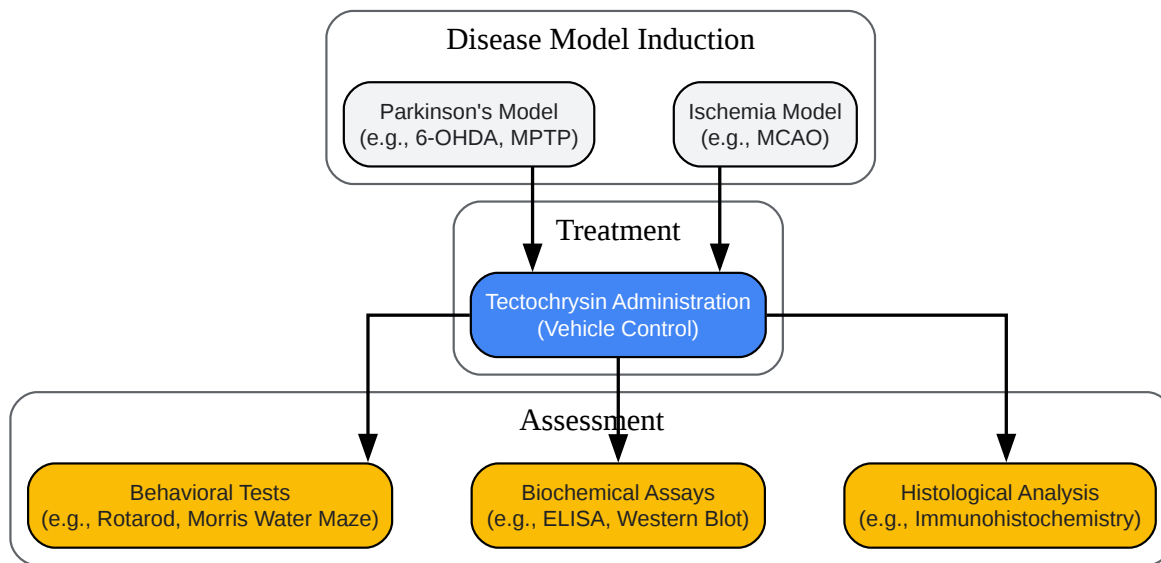 Disease Model Induction
Parkinson's Model
(e.g., 6-OHDA, MPTP)
Ischemia Model
(e.g., MCAO)
Treatment
Tectochrysin Administration
(Vehicle Control)
Assessment
Behavioral Tests
(e.g., Rotarod, Morris Water Maze)
Biochemical Assays
(e.g., ELISA, Western Blot)
Histological Analysis
(e.g., Immunohistochemistry)